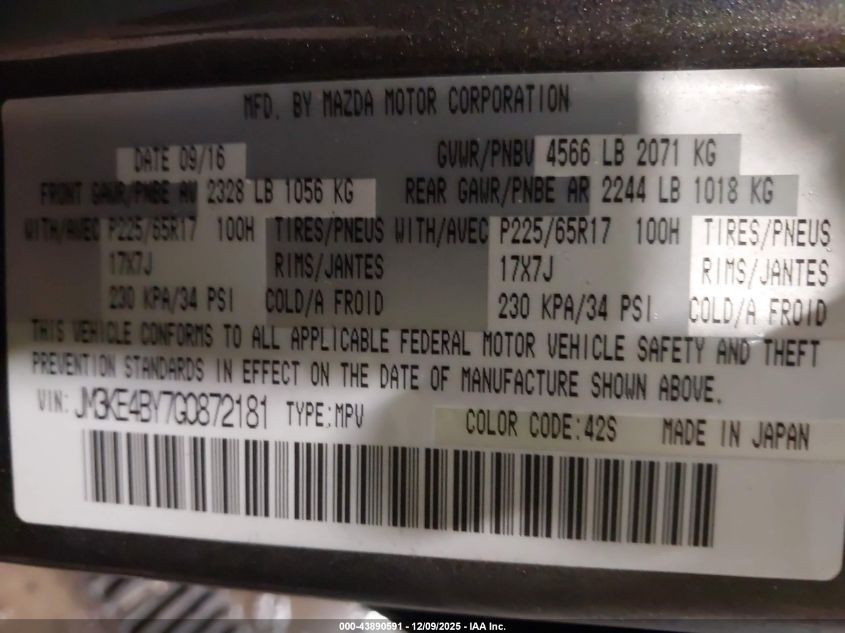 MFD. BY MAZDA MOTOR CORPORATION
DATE 09/16 GVWR/PNBV 4566 LB 2071 KG
FRONT GAWR/PNBE AV 2328 LB 1056 KG REAR GAWR/PNBE AR 2244 LB 1018 KG
WITH/AVEC P225/65R17 100H TIRES/PNEUS WITH/AVEC P225/65R17 100H TIRES/PNEUS
17X7J RIMS/JANTES 17X7J RIMS/JANTES
230 KPA/34 PSI COLD/A FROID 230 KPA/34 PSI COLD/A FROID
THIS VEHICLE CONFORMS TO ALL APPLICABLE FEDERAL MOTOR VEHICLE SAFETY AND THEFT
PREVENTION STANDARDS IN EFFECT ON THE DATE OF MANUFACTURE SHOWN ABOVE.
VIN: JM3KE4BY7G0872181 TYPE:MPV COLOR CODE:42S MADE IN JAPAN
000-43890591 - 12/09/2025 - IAA Inc.